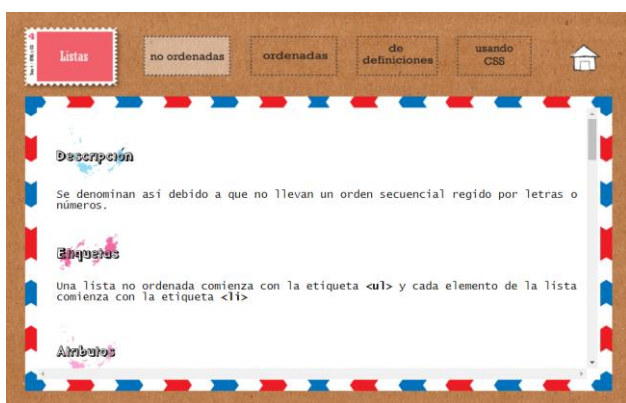 Listas
no ordenadas
ordenadas
de
definiciones
usando
CSS
Descripción
Se denominan así debido a que no llevan un orden secuencial regido por letras o
números.
Etiquetas
Una lista no ordenada comienza con la etiqueta <ul> y cada elemento de la lista
comienza con la etiqueta <li>
Atributos